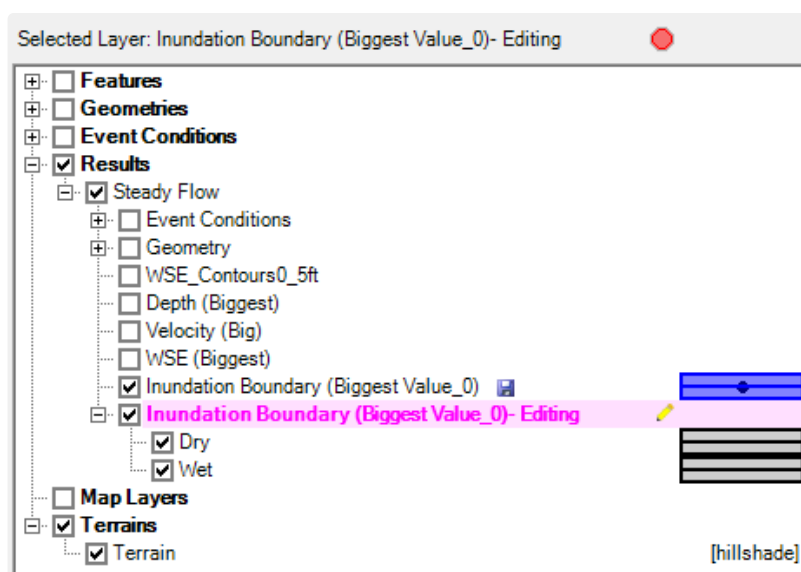 Selected Layer: Inundation Boundary (Biggest Value_0)- Editing
Features
Geometries
Event Conditions
Results
Steady Flow
Event Conditions
Geometry
WSE_Contours0_5ft
Depth (Biggest)
Velocity (Big)
WSE (Biggest)
Inundation Boundary (Biggest Value_0)
Inundation Boundary (Biggest Value_0)- Editing
Dry
Wet
Map Layers
Terrains
Terrain [hillshade]